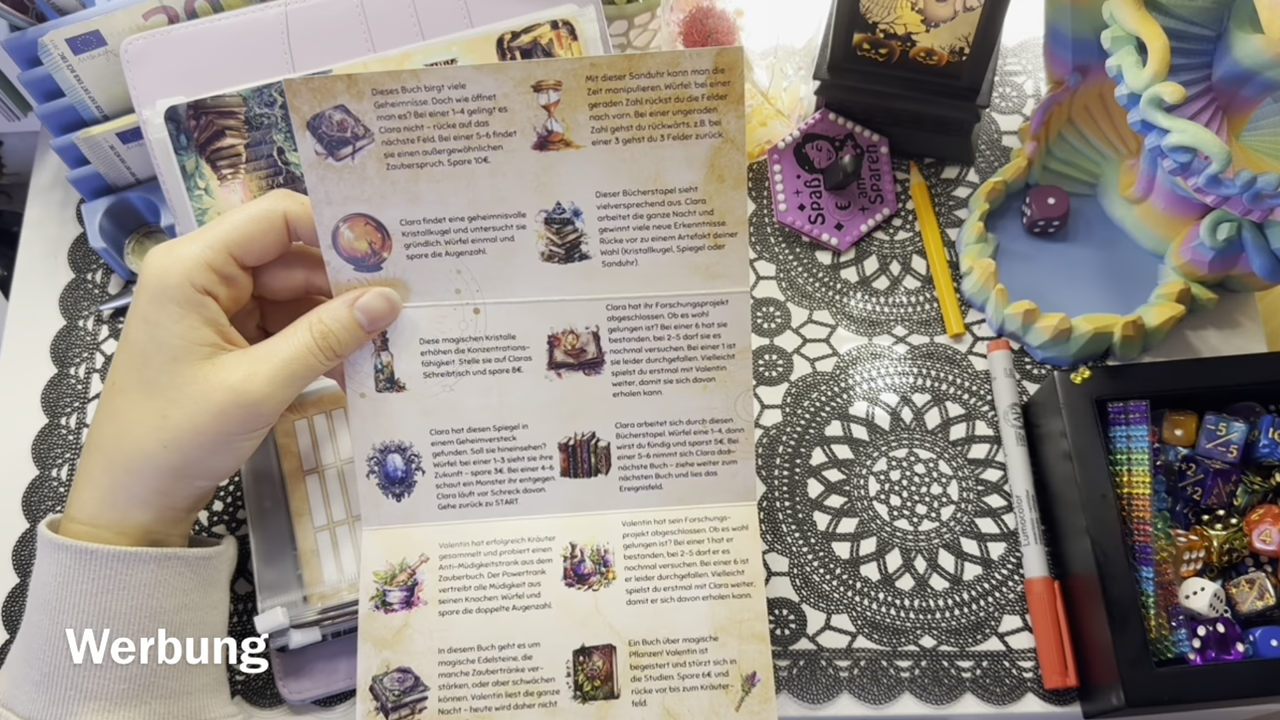 Dieses Buch birgt viele
Geheimnisse. Doch wie öffnet
man es? Bei einer 1-4 gelingt es
Clara nicht - rücke auf das
nächste Feld. Bei einer 5-6 findet
sie einen außergewöhnlichen
Zauberspruch. Spare 10€.
Mit dieser Sanduhr kann man die
Zeit manipulieren. Würfel: bei einer
geraden Zahl rückst du die Felder
nach vorn. Bei einer ungeraden
Zahl gehst du rückwärts, z.B. bei
einer 3 gehst du 3 Felder zurück.
Clara findet eine geheimnisvolle
Kristallkugel und untersucht sie
gründlich. Würfel einmal und
spare die Augenzahl.
Dieser Bücherstapel sieht
vielversprechend aus. Clara
arbeitet die ganze Nacht und
gewinnt viele neue Erkenntnisse.
Rücke vor zu einem Artefakt deiner
Wahl (Kristallkugel, Spiegel oder
Sanduhr).
Diese magischen Kristalle
erhöhen die Konzentrations-
fähigkeit. Stelle sie auf Claras
Schreibtisch und spare 8€.
Clara hat ihr Forschungsprojekt
abgeschlossen. Ob es wohl
gelungen ist? Bei einer 6 hat sie
bestanden, bei 2-5 darf sie es
nochmal versuchen. Bei einer 1 ist
sie leider durchgefallen. Vielleicht
spielst du erstmal mit Valentin
weiter, damit sie sich davon
erholen kann.
Clara hat diesen Spiegel in
einem Geheimversteck
gefunden. Soll sie hineinsehen?
Würfel: bei einer 1-3 sieht sie ihre
Zukunft - spare 3€. Bei einer 4-6
schaut ein Monster ihr entgegen.
Clara läuft vor Schreck davon.
Gehe zurück zu START
Clara arbeitet sich durch diesen
Bücherstapel. Würfel eine 1-4, dann
wirst du fündig und sparst 5€. Bei
einer 5-6 nimmt sich Clara das
nächste Buch - ziehe weiter zum
nächsten Buch und lies das
Ereignisfeld.
Valentin hat erfolgreich Kräuter
gesammelt und probiert einen
Anti-Müdigkeitstrank aus dem
Zauberbuch. Der Powertrank
vertreibt alle Müdigkeit aus
seinen Knochen. Würfel und
spare die doppelte Augenzahl.
Valentin hat sein Forschungs-
projekt abgeschlossen. Ob es wohl
gelungen ist? Bei einer 1 hat er
bestanden, bei 2-5 darf er es
nochmal versuchen. Bei einer 6 ist
er leider durchgefallen. Vielleicht
spielst du erstmal mit Clara weiter,
damit er sich davon erholen kann.
In diesem Buch geht es um
magische Edelsteine, die
manche Zaubertränke ver-
stärken, oder aber schwächen
können. Valentin liest die ganze
Nacht - heute wird daher nicht
Ein Buch über magische
Pflanzen! Valentin ist
begeistert und stürzt sich in
die Studien. Spare 6€ und
rücke vor bis zum Kräuter-
feld.
Spaß
€
am
Sparen
Lumocolor
-5
-5
+2
+2
4
20
Werbung